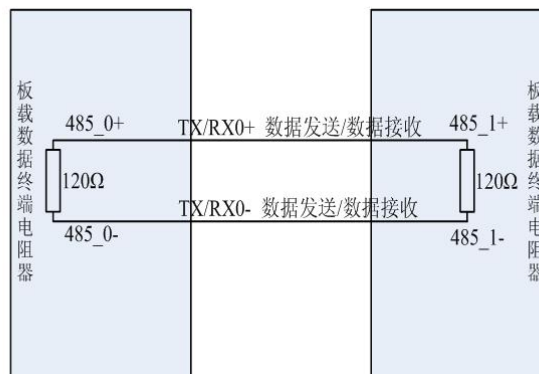 板载数据终端电阻器
485_0+
120Ω
485_0-
TX/RX0+ 数据发送/数据接收
TX/RX0- 数据发送/数据接收
485_1+
120Ω
485_1-
板载数据终端电阻器